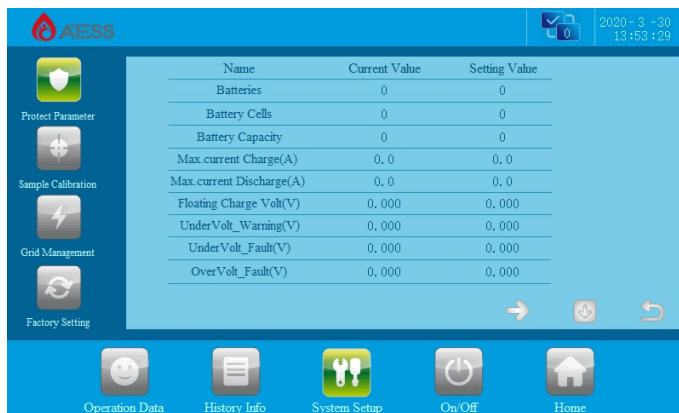 ATESS
0
2020- 3 -30
13:53:29
Name Current Value Setting Value
Batteries 0 0
Battery Cells 0 0
Battery Capacity 0 0
Max.current Charge(A) 0.0 0.0
Max.current Discharge(A) 0.0 0.0
Floating Charge Volt(V) 0.000 0.000
UnderVolt_Warning(V) 0.000 0.000
UnderVolt_Fault(V) 0.000 0.000
OverVolt_Fault(V) 0.000 0.000
Protect Parameter
Sample Calibration
Grid Management
Factory Setting
Operation Data History Info System Setup On/Off Home